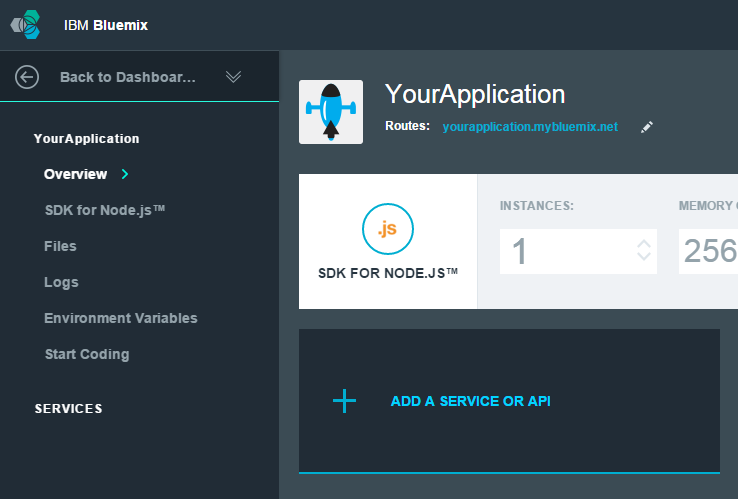 IBM Bluemix
Back to Dashboar...
YourApplication
Overview
SDK for Node.js™
Files
Logs
Environment Variables
Start Coding
SERVICES
YourApplication
Routes: yourapplication.mybluemix.net
.js
SDK FOR NODE.JS™
INSTANCES:
1
MEMORY
256
ADD A SERVICE OR API